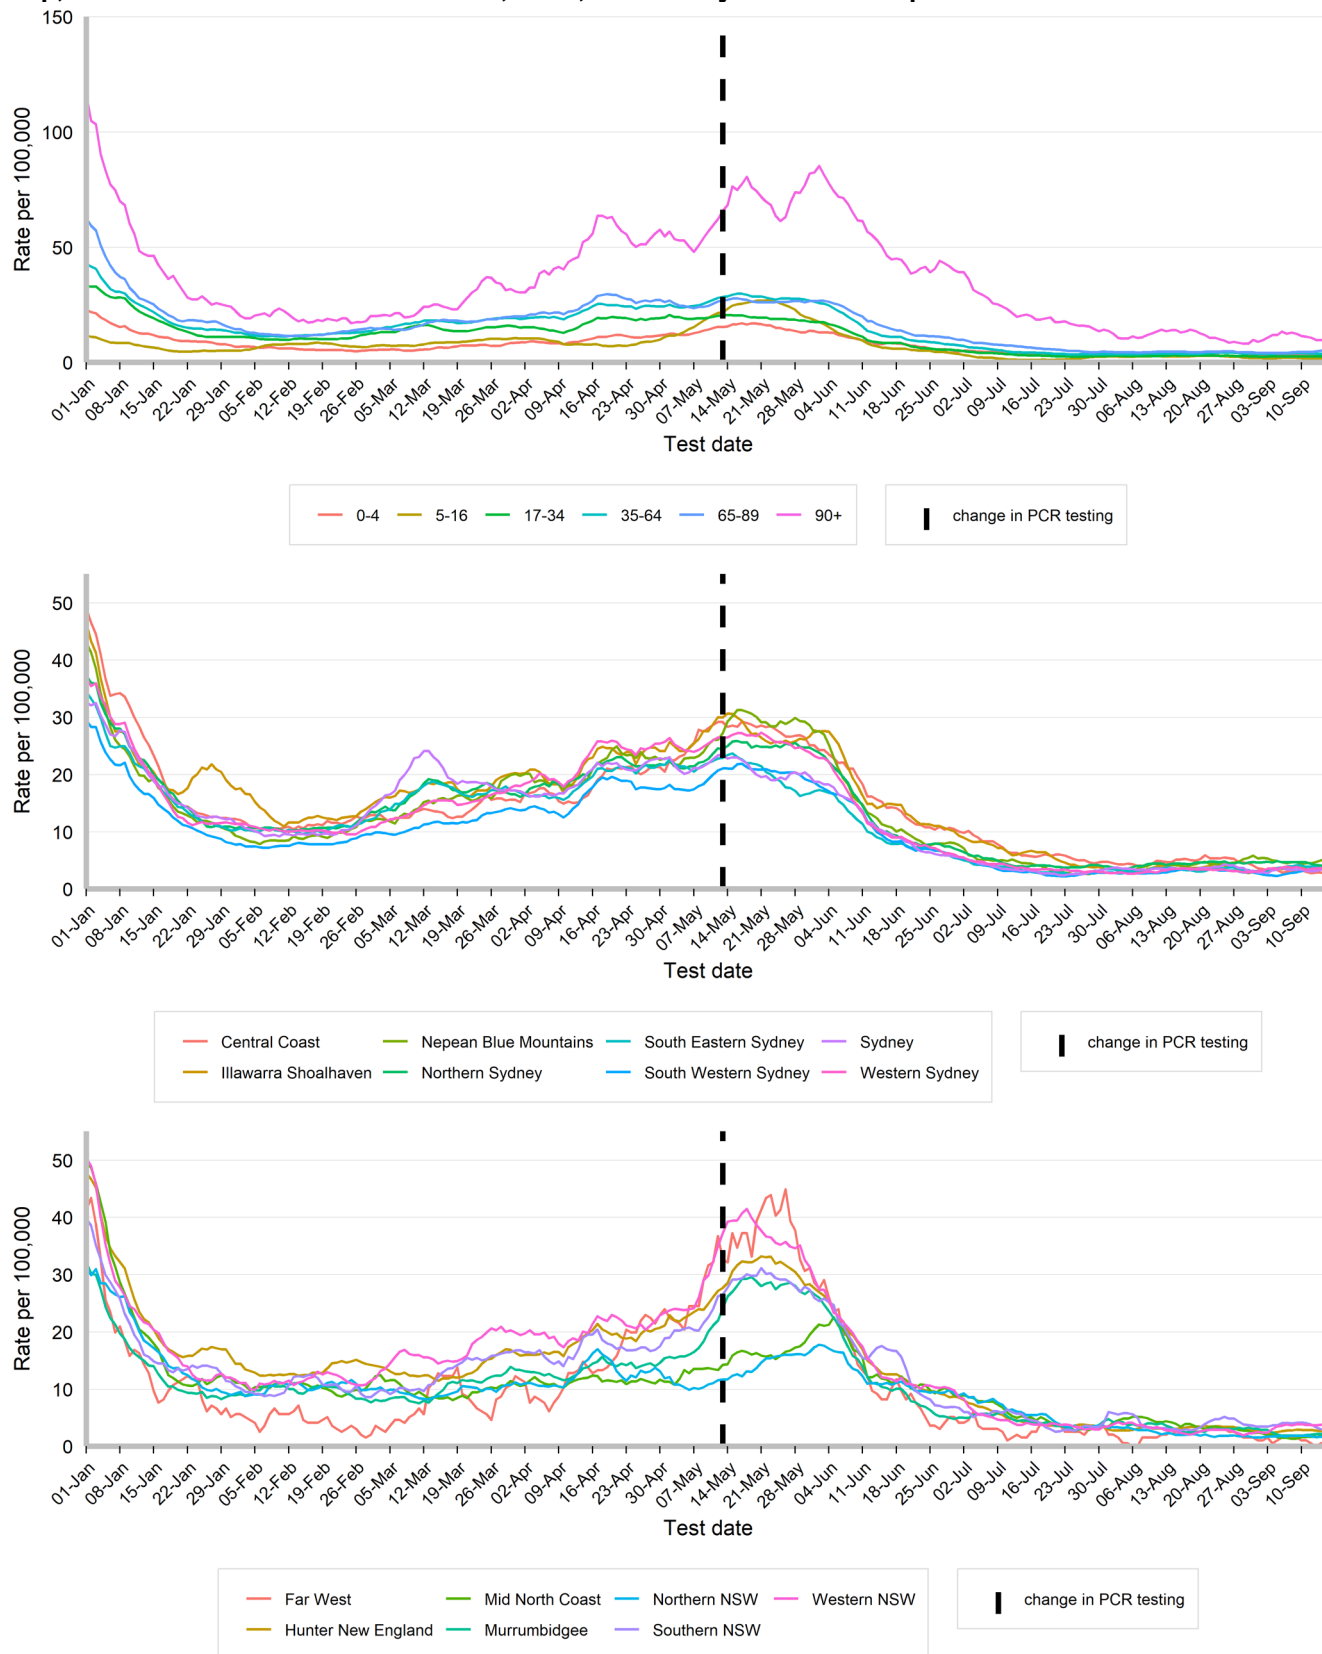 150
100
50
0
Rate per 100,000
01-Jan 08-Jan 15-Jan 22-Jan 29-Jan 05-Feb 12-Feb 19-Feb 26-Feb 05-Mar 12-Mar 19-Mar 26-Mar 02-Apr 09-Apr 16-Apr 23-Apr 30-Apr 07-May 14-May 21-May 28-May 04-Jun 11-Jun 18-Jun 25-Jun 02-Jul 09-Jul 16-Jul 23-Jul 30-Jul 06-Aug 13-Aug 20-Aug 27-Aug 03-Sep 10-Sep
Test date
0-4 5-16 17-34 35-64 65-89 90+ change in PCR testing
50
40
30
20
10
0
Rate per 100,000
01-Jan 08-Jan 15-Jan 22-Jan 29-Jan 05-Feb 12-Feb 19-Feb 26-Feb 05-Mar 12-Mar 19-Mar 26-Mar 02-Apr 09-Apr 16-Apr 23-Apr 30-Apr 07-May 14-May 21-May 28-May 04-Jun 11-Jun 18-Jun 25-Jun 02-Jul 09-Jul 16-Jul 23-Jul 30-Jul 06-Aug 13-Aug 20-Aug 27-Aug 03-Sep 10-Sep
Test date
Central Coast Nepean Blue Mountains South Eastern Sydney Sydney change in PCR testing
Illawarra Shoalhaven Northern Sydney South Western Sydney Western Sydney
50
40
30
20
10
0
Rate per 100,000
01-Jan 08-Jan 15-Jan 22-Jan 29-Jan 05-Feb 12-Feb 19-Feb 26-Feb 05-Mar 12-Mar 19-Mar 26-Mar 02-Apr 09-Apr 16-Apr 23-Apr 30-Apr 07-May 14-May 21-May 28-May 04-Jun 11-Jun 18-Jun 25-Jun 02-Jul 09-Jul 16-Jul 23-Jul 30-Jul 06-Aug 13-Aug 20-Aug 27-Aug 03-Sep 10-Sep
Test date
Far West Mid North Coast Northern NSW Western NSW change in PCR testing
Hunter New England Murrumbidgee Southern NSW